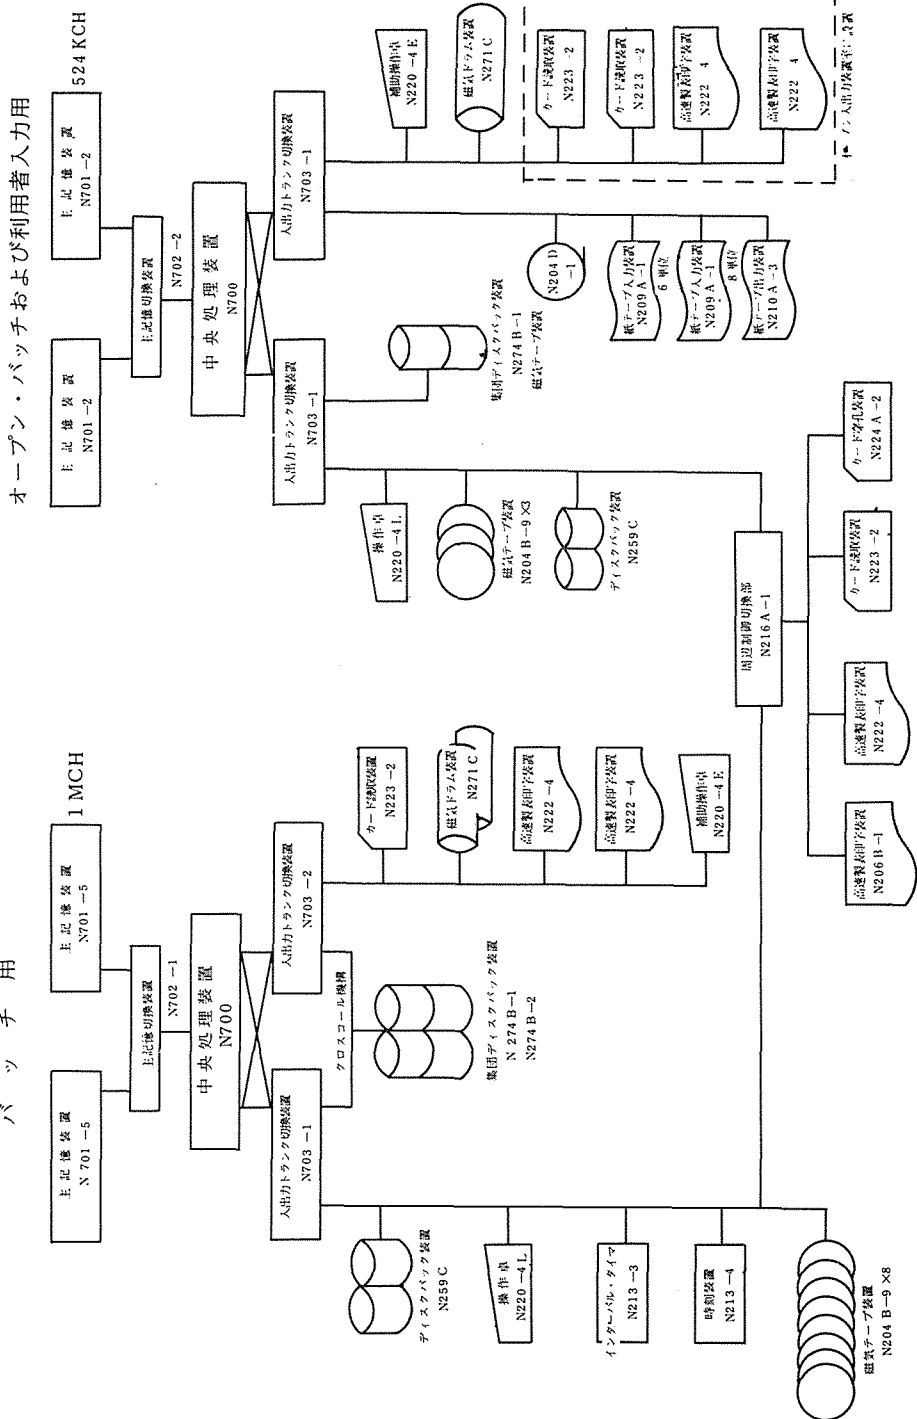 バッチ用
1 MCH
主記憶装置
N 701 -5
主記憶装置
N701 -5
主記憶切換装置
N702 -1
中央処理装置
N700
入出力トランク切換装置
N703 -1
入出力トランク切換装置
N703 -2
クロスコール機構
集団ディスクパック装置
N 274 B -1
N274 B -2
ディスクパック装置
N259 C
操作卓
N220 -4 L
インターバル・タイマ
N213 -3
時刻装置
N213 -4
磁気テープ装置
N204 B -9 ×8
カード読取装置
N223 -2
磁気ドラム装置
N271 C
高速製表印字装置
N222 -4
高速製表印字装置
N222 -4
補助操作卓
N220 -4 E
オープン・バッチおよび利用者入力用
524 KCH
主記憶装置
N701 -2
主記憶装置
N701 -2
主記憶切換装置
N702 -2
中央処理装置
N700
入出力トランク切換装置
N703 -1
入出力トランク切換装置
N703 -1
操作卓
N220 -4 L
磁気テープ装置
N204 B -9 ×3
ディスクパック装置
N259 C
集団ディスクパック装置
N274 B -1
磁気テープ装置
N204 D
-1
紙テープ入力装置
N209 A -1
6 単位
紙テープ入力装置
N209 A -1
8 単位
紙テープ出力装置
N210 A -3
補助操作卓
N220 -4 E
磁気ドラム装置
N271 C
カード読取装置
N223 -2
カード読取装置
N223 -2
高速製表印字装置
N222 4
高速製表印字装置
N222 4
入出力装置室に設置
周辺制御切換部
N216 A -1
高速製表印字装置
N206 B -1
高速製表印字装置
N222 -4
カード読取装置
N223 -2
カード穿孔装置
N224 A -2